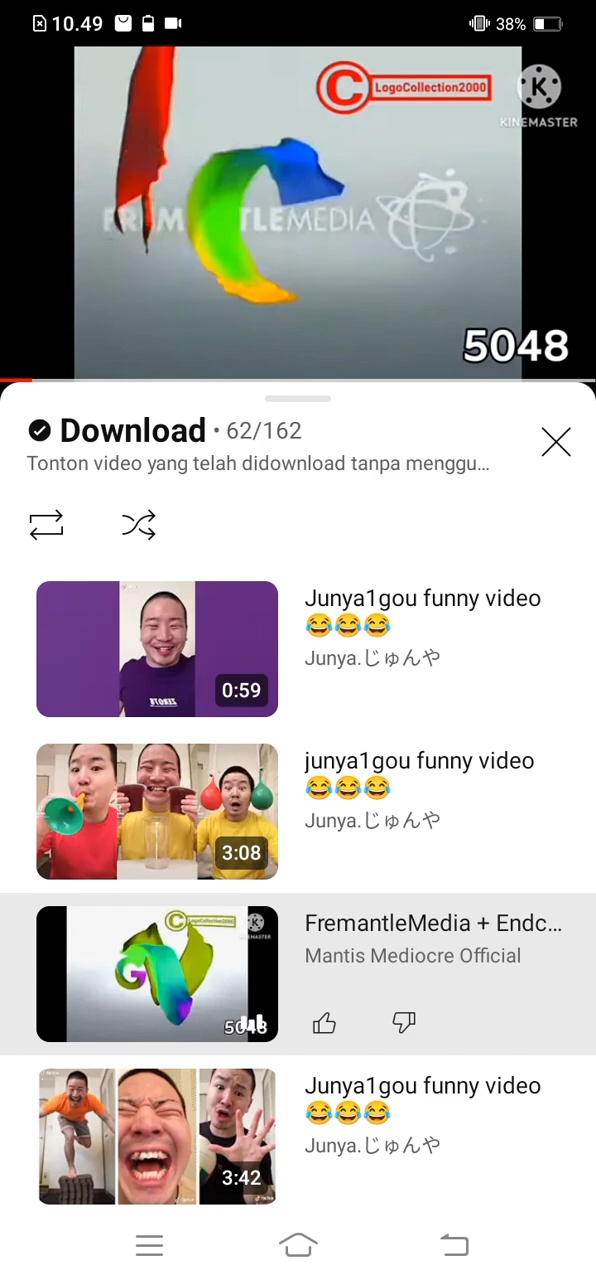 10.49
38%
C LogoCollection2000
K
KINEMASTER
FREMANTLEMEDIA
5048
Download · 62/162
Tonton video yang telah didownload tanpa menggu...
Junya1gou funny video
😂😂😂
Junya.じゅんや
0:59
junya1gou funny video
😂😂😂
Junya.じゅんや
3:08
FremantleMedia + Endc...
Mantis Mediocre Official
5048
Junya1gou funny video
😂😂😂
Junya.じゅんや
3:42